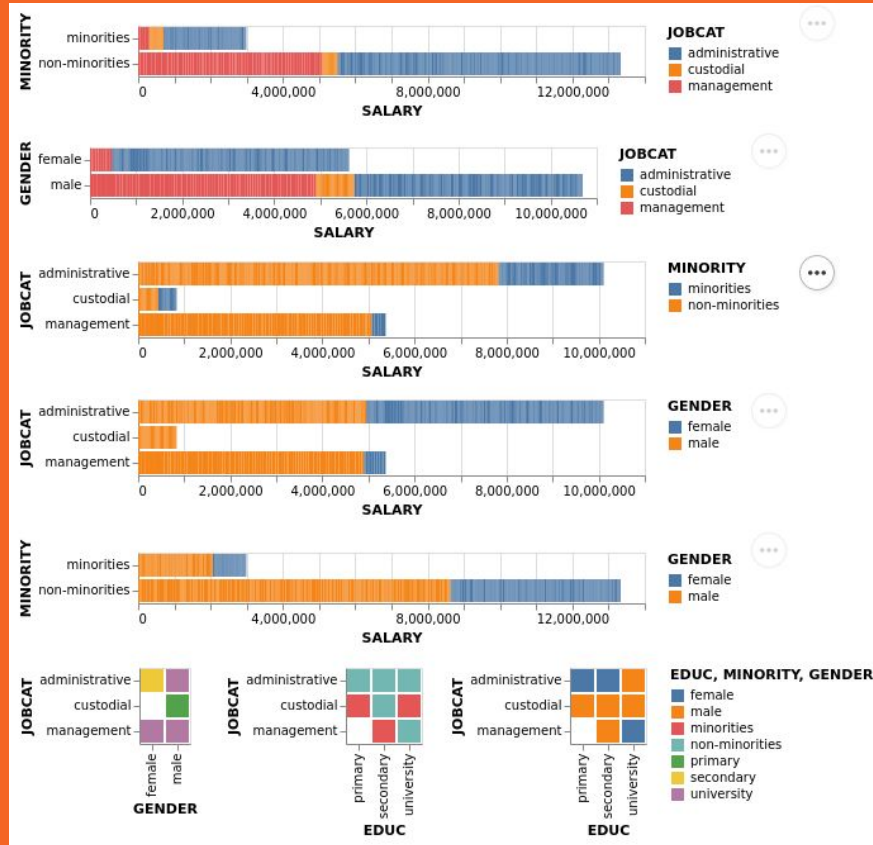 MINORITY
minorities
non-minorities
0 4,000,000 8,000,000 12,000,000
SALARY
JOBCAT
administrative
custodial
management
GENDER
female
male
0 2,000,000 4,000,000 6,000,000 8,000,000 10,000,000
SALARY
JOBCAT
administrative
custodial
management
JOBCAT
administrative
custodial
management
0 2,000,000 4,000,000 6,000,000 8,000,000 10,000,000
SALARY
MINORITY
minorities
non-minorities
JOBCAT
administrative
custodial
management
0 2,000,000 4,000,000 6,000,000 8,000,000 10,000,000
SALARY
GENDER
female
male
MINORITY
minorities
non-minorities
0 4,000,000 8,000,000 12,000,000
SALARY
GENDER
female
male
JOBCAT
administrative
custodial
management
female
male
GENDER
JOBCAT
administrative
custodial
management
primary
secondary
university
EDUC
JOBCAT
administrative
custodial
management
primary
secondary
university
EDUC
EDUC, MINORITY, GENDER
female
male
minorities
non-minorities
primary
secondary
university